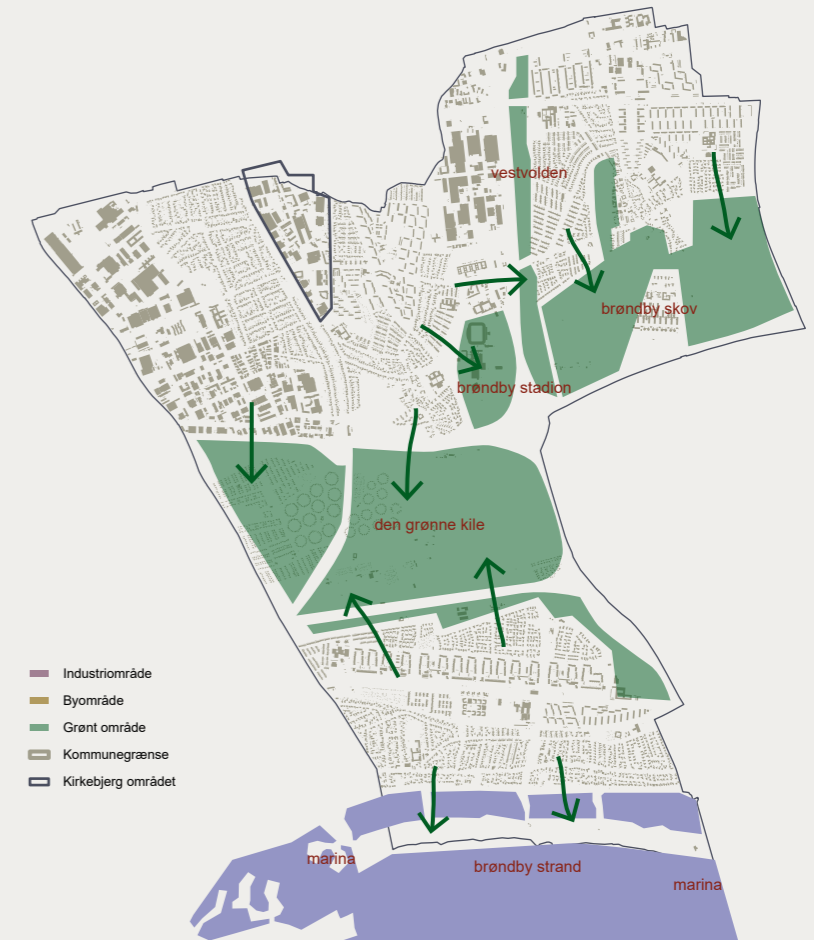 vestvolden
brøndby skov
brøndby stadion
den grønne kile
Industriområde
Byområde
Grønt område
Kommunegrænse
Kirkebjerg området
marina
brøndby strand
marina